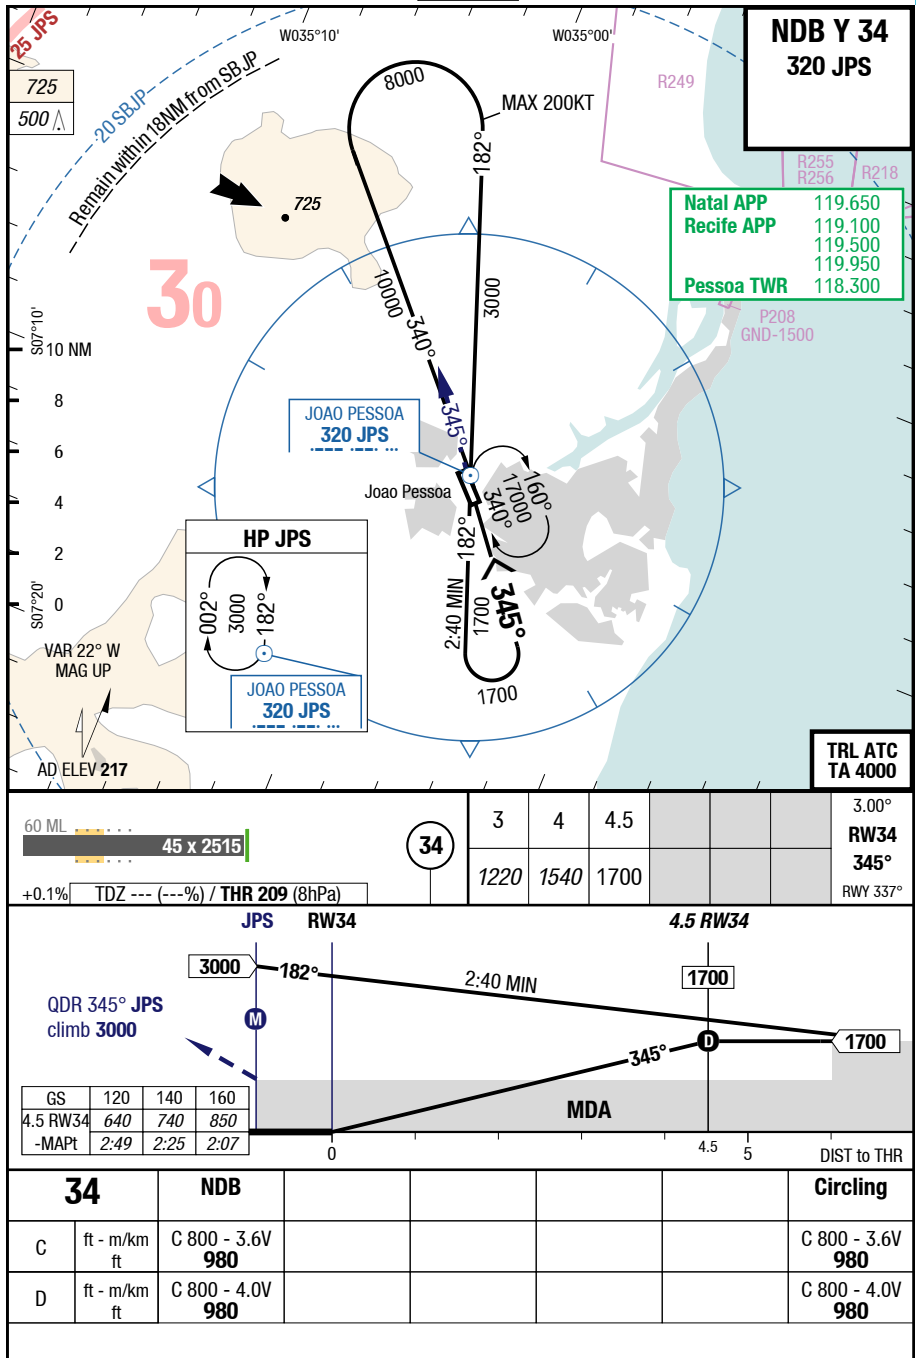 NDB Y 34
320 JPS
25 JPS
W035°10'
W035°00'
725
500
20 SBJP
Remain within 18NM from SBJP
8000
MAX 200KT
182°
R249
R255
R256
R218
Natal APP 119.650
Recife APP 119.100
119.500
119.950
Pessoa TWR 118.300
P208
GND-1500
725
30
10000
340°
3000
S07°10'
10 NM
8
6
4
2
0
S07°20'
345°
JOAO PESSOA
320 JPS
Joao Pessoa
160°
17000
340°
182°
2:40 MIN
1700
345°
1700
HP JPS
002°
3000
182°
JOAO PESSOA
320 JPS
VAR 22° W
MAG UP
AD ELEV 217
TRL ATC
TA 4000
60 ML
45 x 2515
+0.1%
TDZ --- (---%) / THR 209 (8hPa)
34
3 4 4.5
1220 1540 1700
3.00°
RW34
345°
RWY 337°
JPS RW34 4.5 RW34
3000
182°
2:40 MIN
1700
QDR 345° JPS
climb 3000
M
D
1700
345°
MDA
GS 120 140 160
4.5 RW34 640 740 850
-MAPt 2:49 2:25 2:07
0
4.5
5
DIST to THR
34 NDB Circling
C ft - m/km C 800 - 3.6V C 800 - 3.6V
ft 980 980
D ft - m/km C 800 - 4.0V C 800 - 4.0V
ft 980 980